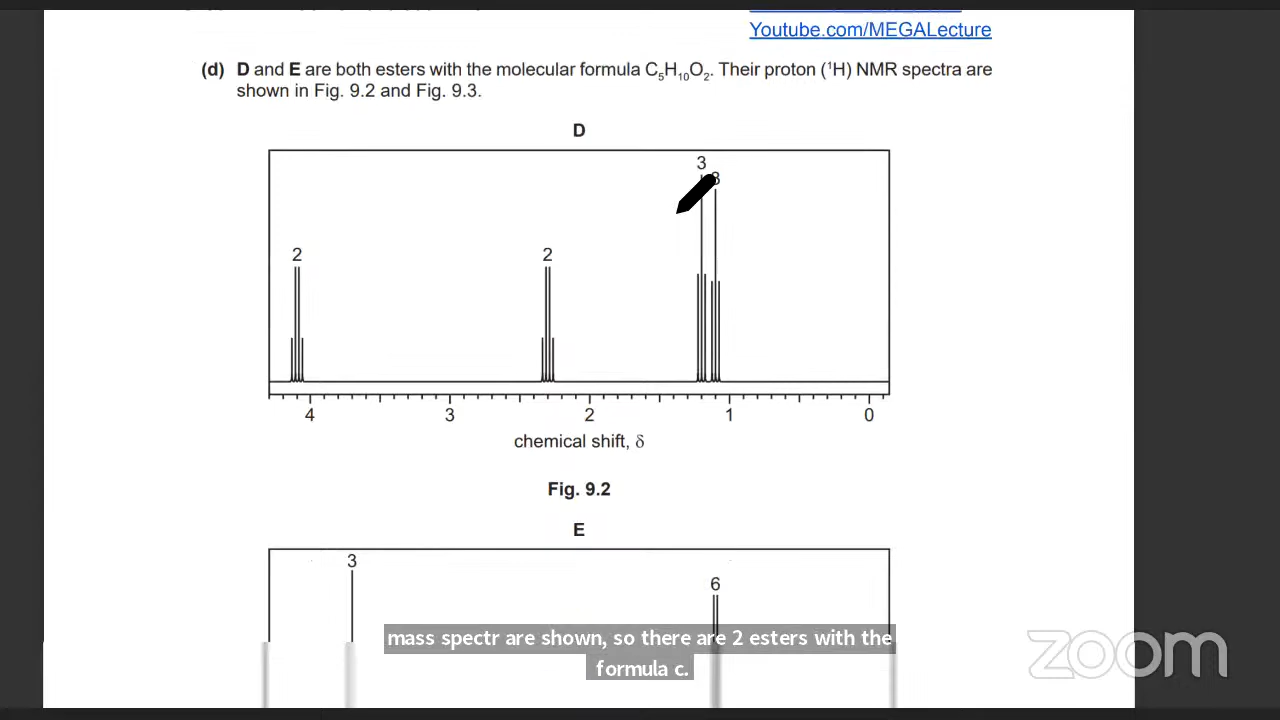 Youtube.com/MEGALecture
(d) D and E are both esters with the molecular formula C₅H₁₀O₂. Their proton (¹H) NMR spectra are
shown in Fig. 9.2 and Fig. 9.3.
D
3
3
2
2
4 3 2 1 0
chemical shift, δ
Fig. 9.2
E
3
6
mass spectr are shown, so there are 2 esters with the
formula c.
zoom